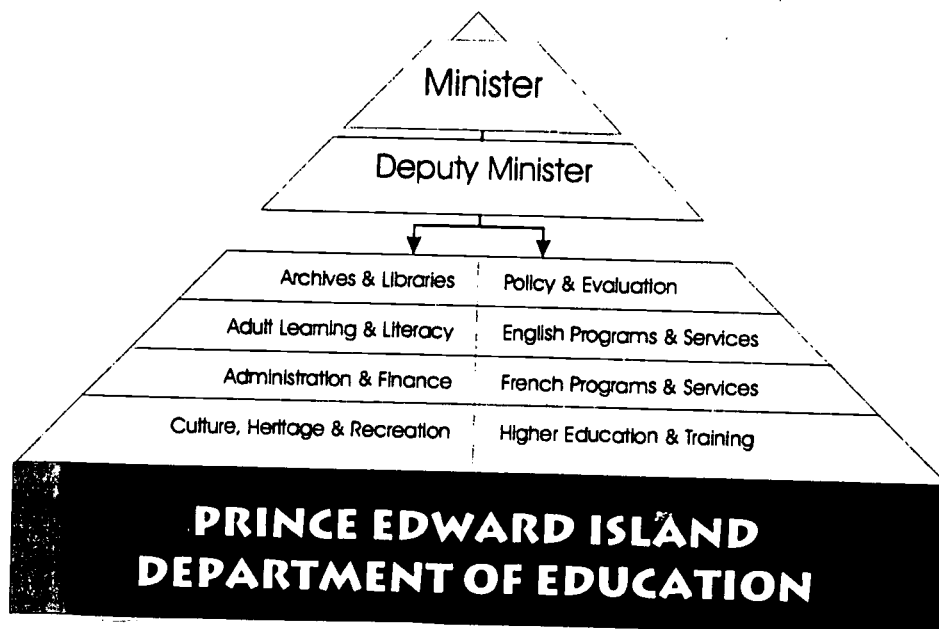 Minister
Deputy Minister
Archives & Libraries
Policy & Evaluation
Adult Learning & Literacy
English Programs & Services
Administration & Finance
French Programs & Services
Culture, Heritage & Recreation
Higher Education & Training
PRINCE EDWARD ISLAND
DEPARTMENT OF EDUCATION